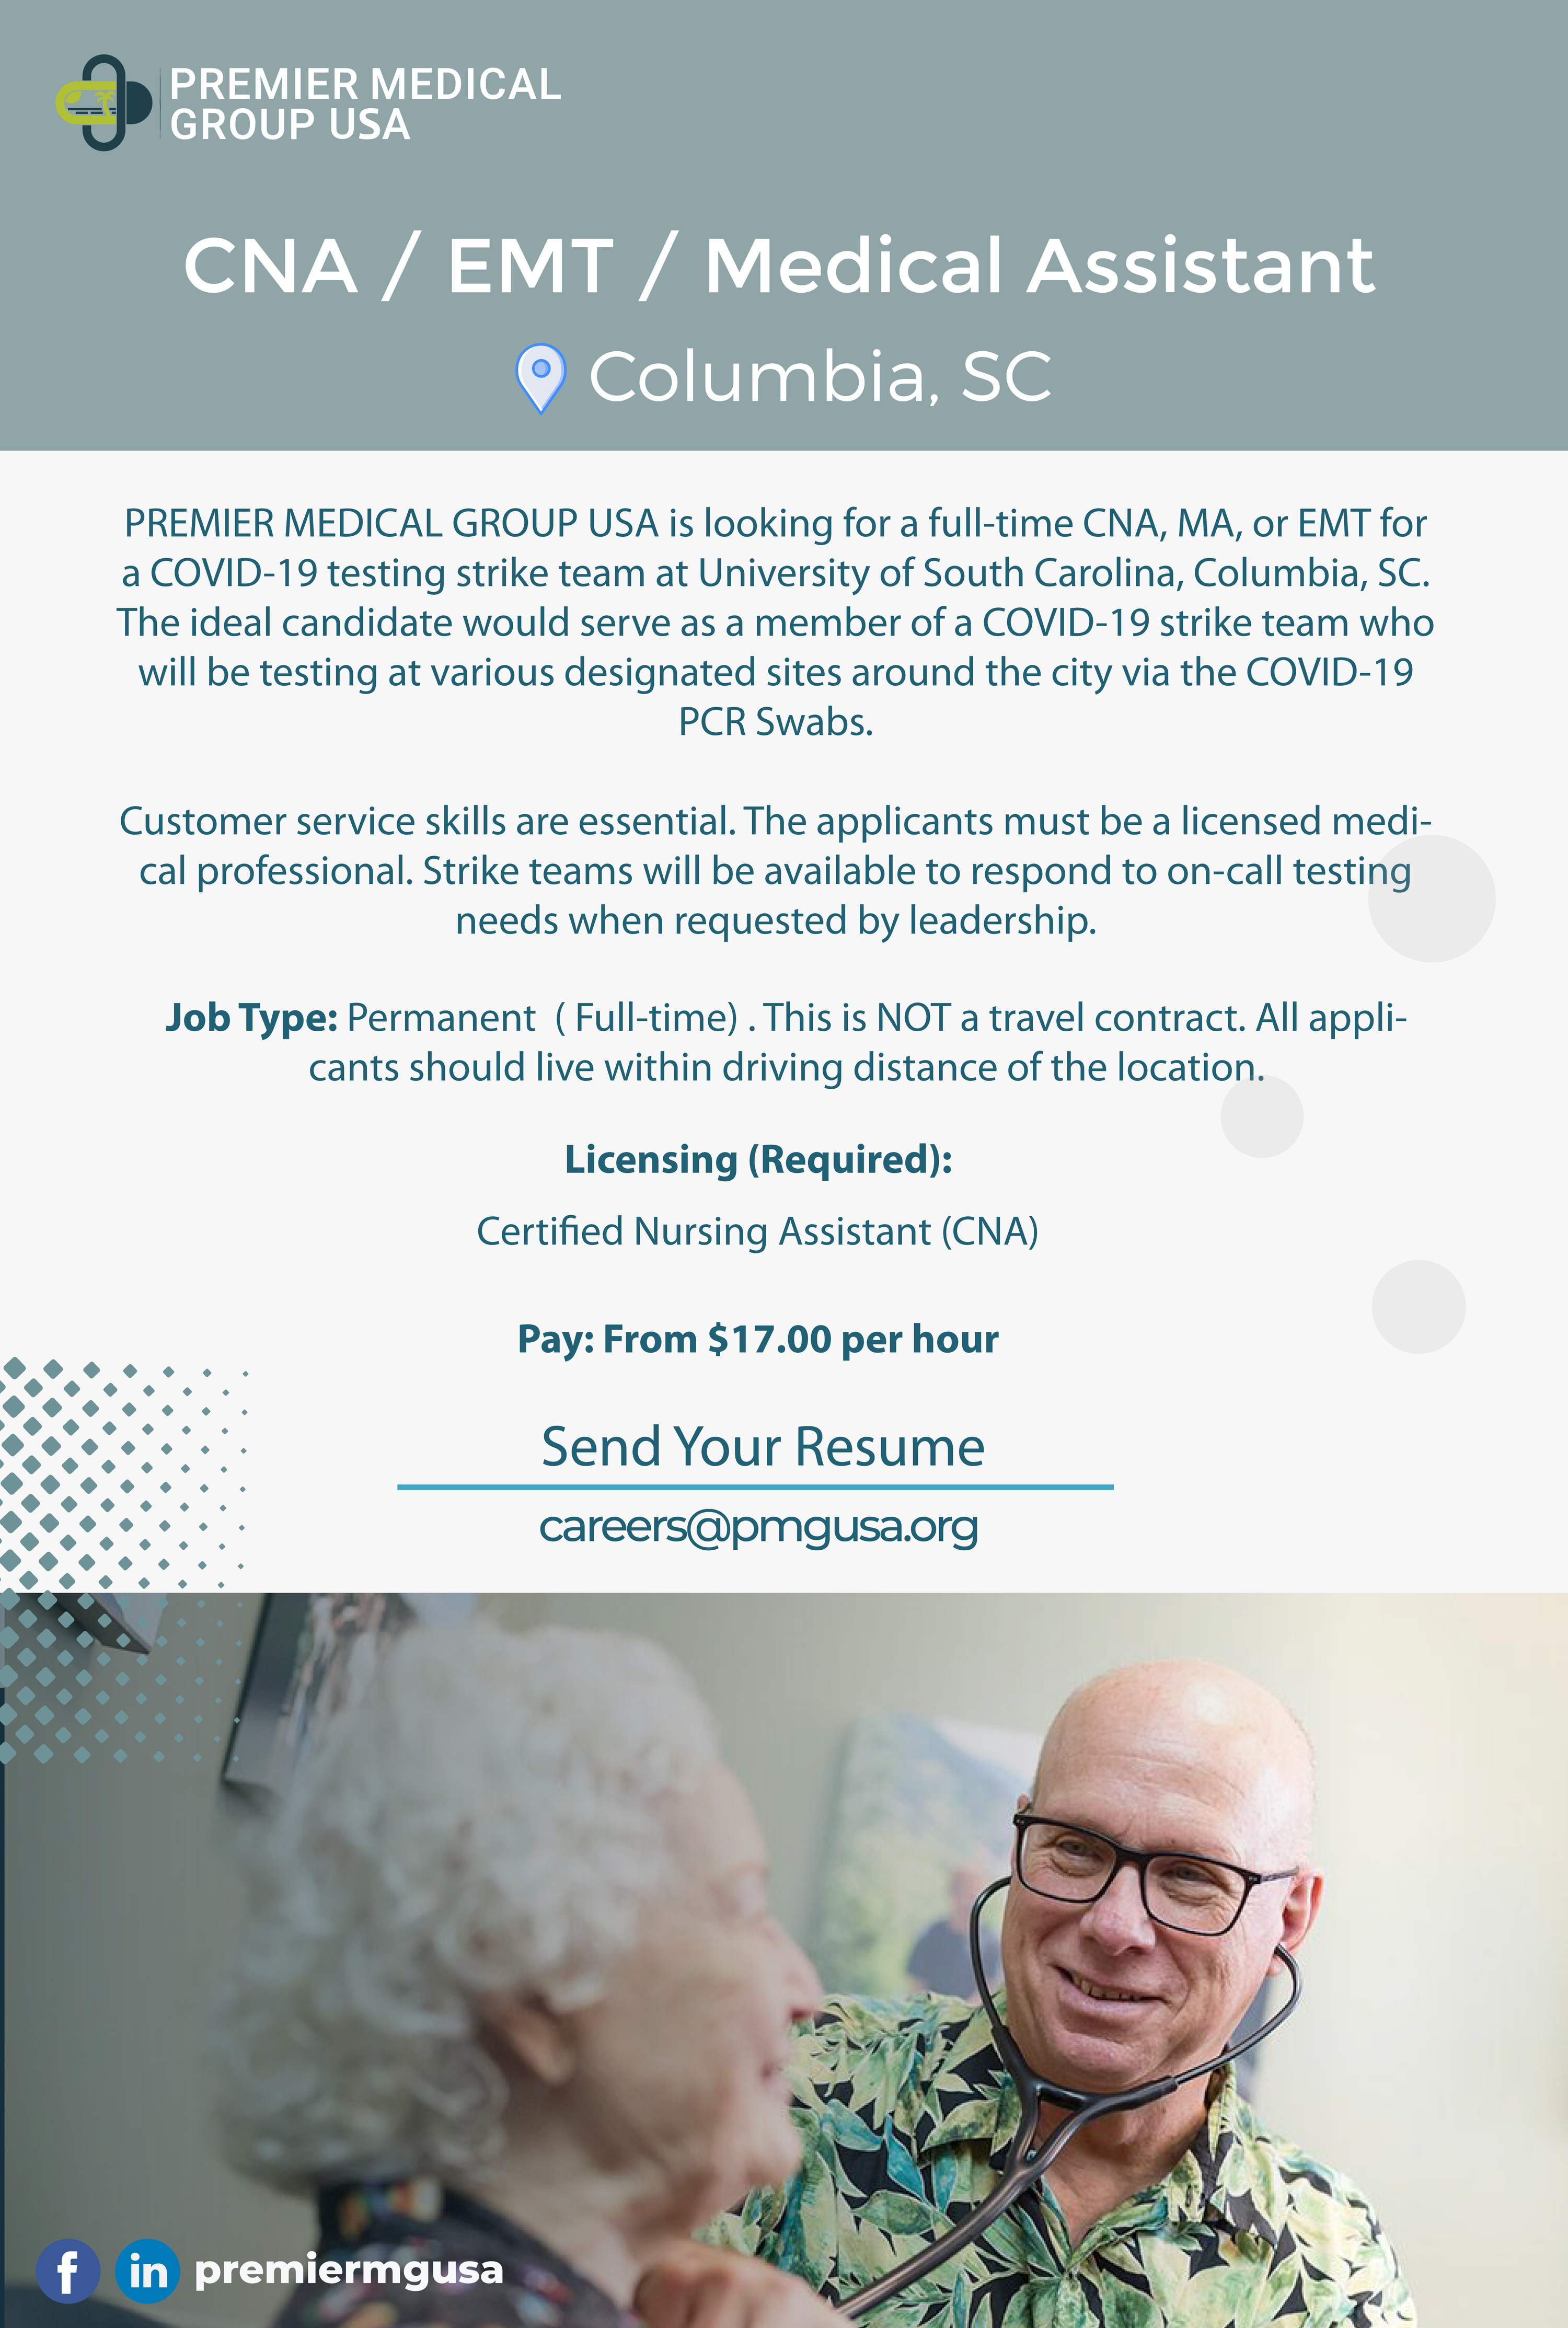 PREMIER MEDICAL
GROUP USA
CNA / EMT / Medical Assistant
Columbia, SC
PREMIER MEDICAL GROUP USA is looking for a full-time CNA, MA, or EMT for
a COVID-19 testing strike team at University of South Carolina, Columbia, SC.
The ideal candidate would serve as a member of a COVID-19 strike team who
will be testing at various designated sites around the city via the COVID-19
PCR Swabs.
Customer service skills are essential. The applicants must be a licensed medi-
cal professional. Strike teams will be available to respond to on-call testing
needs when requested by leadership.
Job Type: Permanent  ( Full-time) . This is NOT a travel contract. All appli-
cants should live within driving distance of the location.
Licensing (Required):
Certified Nursing Assistant (CNA)
Pay: From $17.00 per hour
Send Your Resume
careers@pmgusa.org
f in premiermgusa